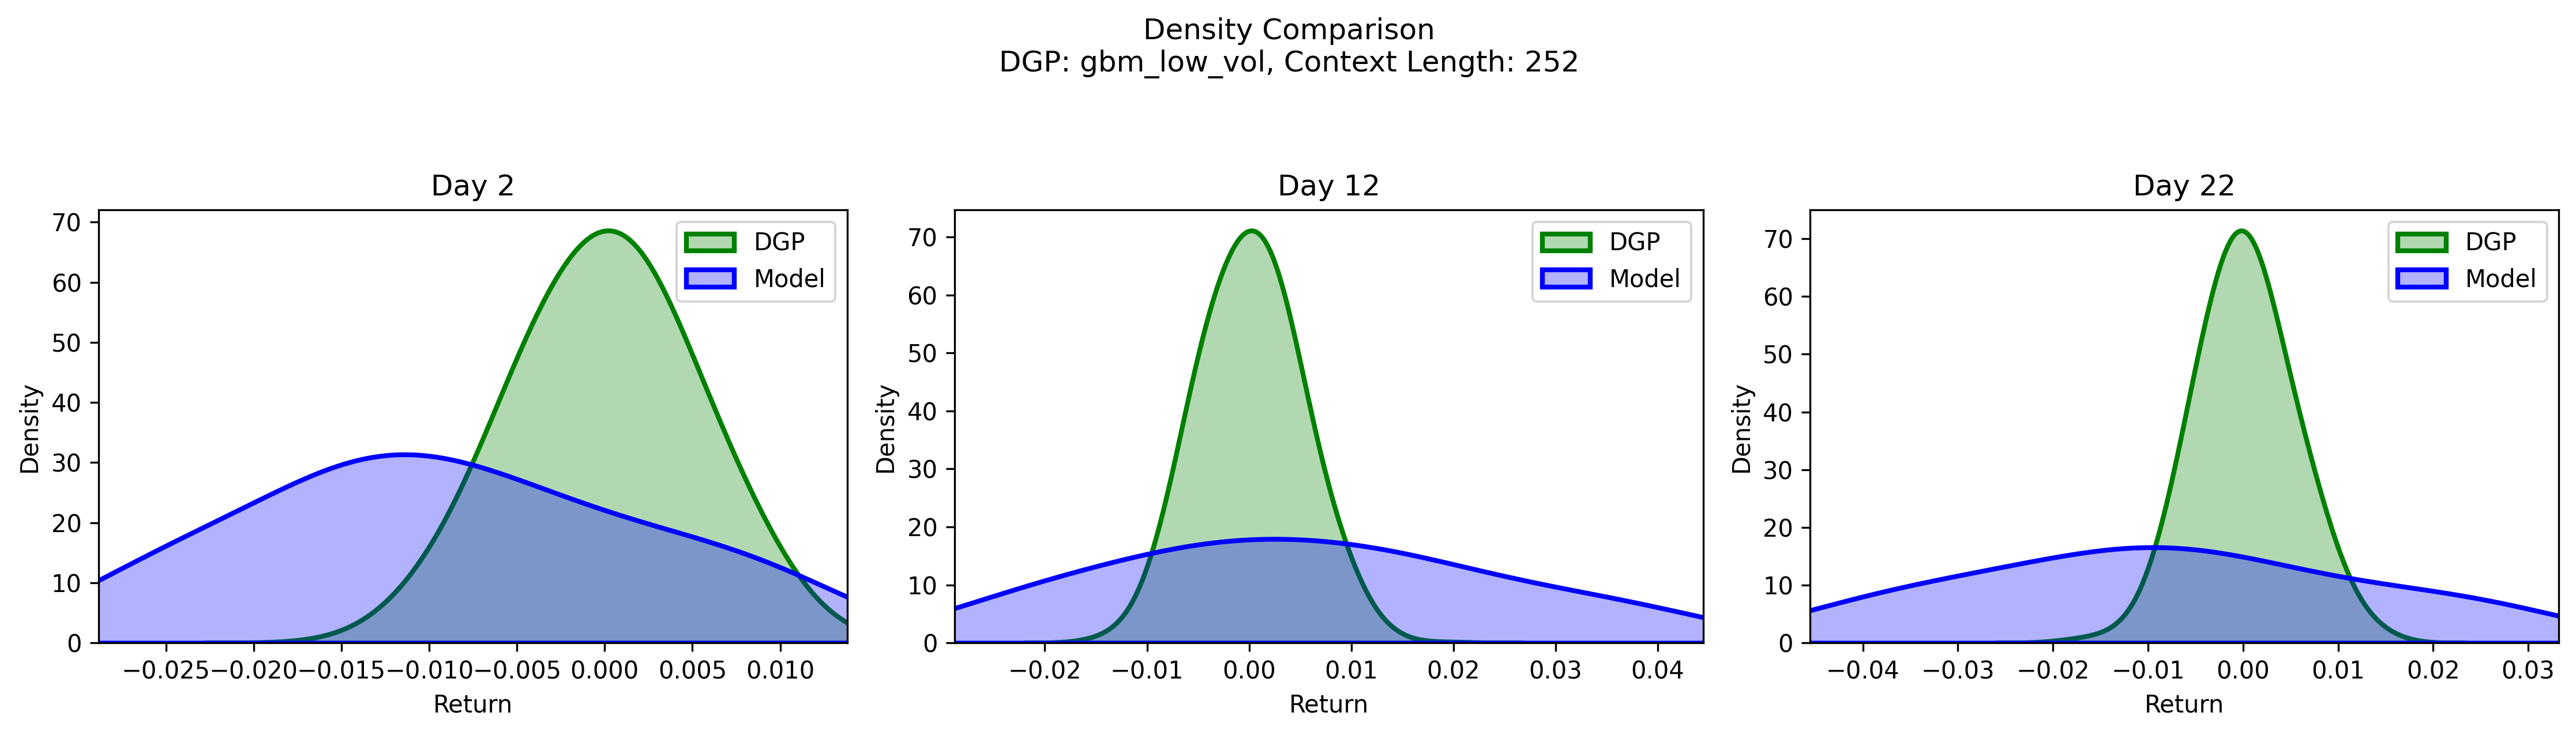 Density Comparison
DGP: gbm_low_vol, Context Length: 252
Day 2
70
60
50
40
30
20
10
0
Density
−0.025 −0.020 −0.015 −0.010 −0.005 0.000 0.005 0.010
Return
DGP
Model
Day 12
70
60
50
40
30
20
10
0
Density
−0.02 −0.01 0.00 0.01 0.02 0.03 0.04
Return
DGP
Model
Day 22
70
60
50
40
30
20
10
0
Density
−0.04 −0.03 −0.02 −0.01 0.00 0.01 0.02 0.03
Return
DGP
Model